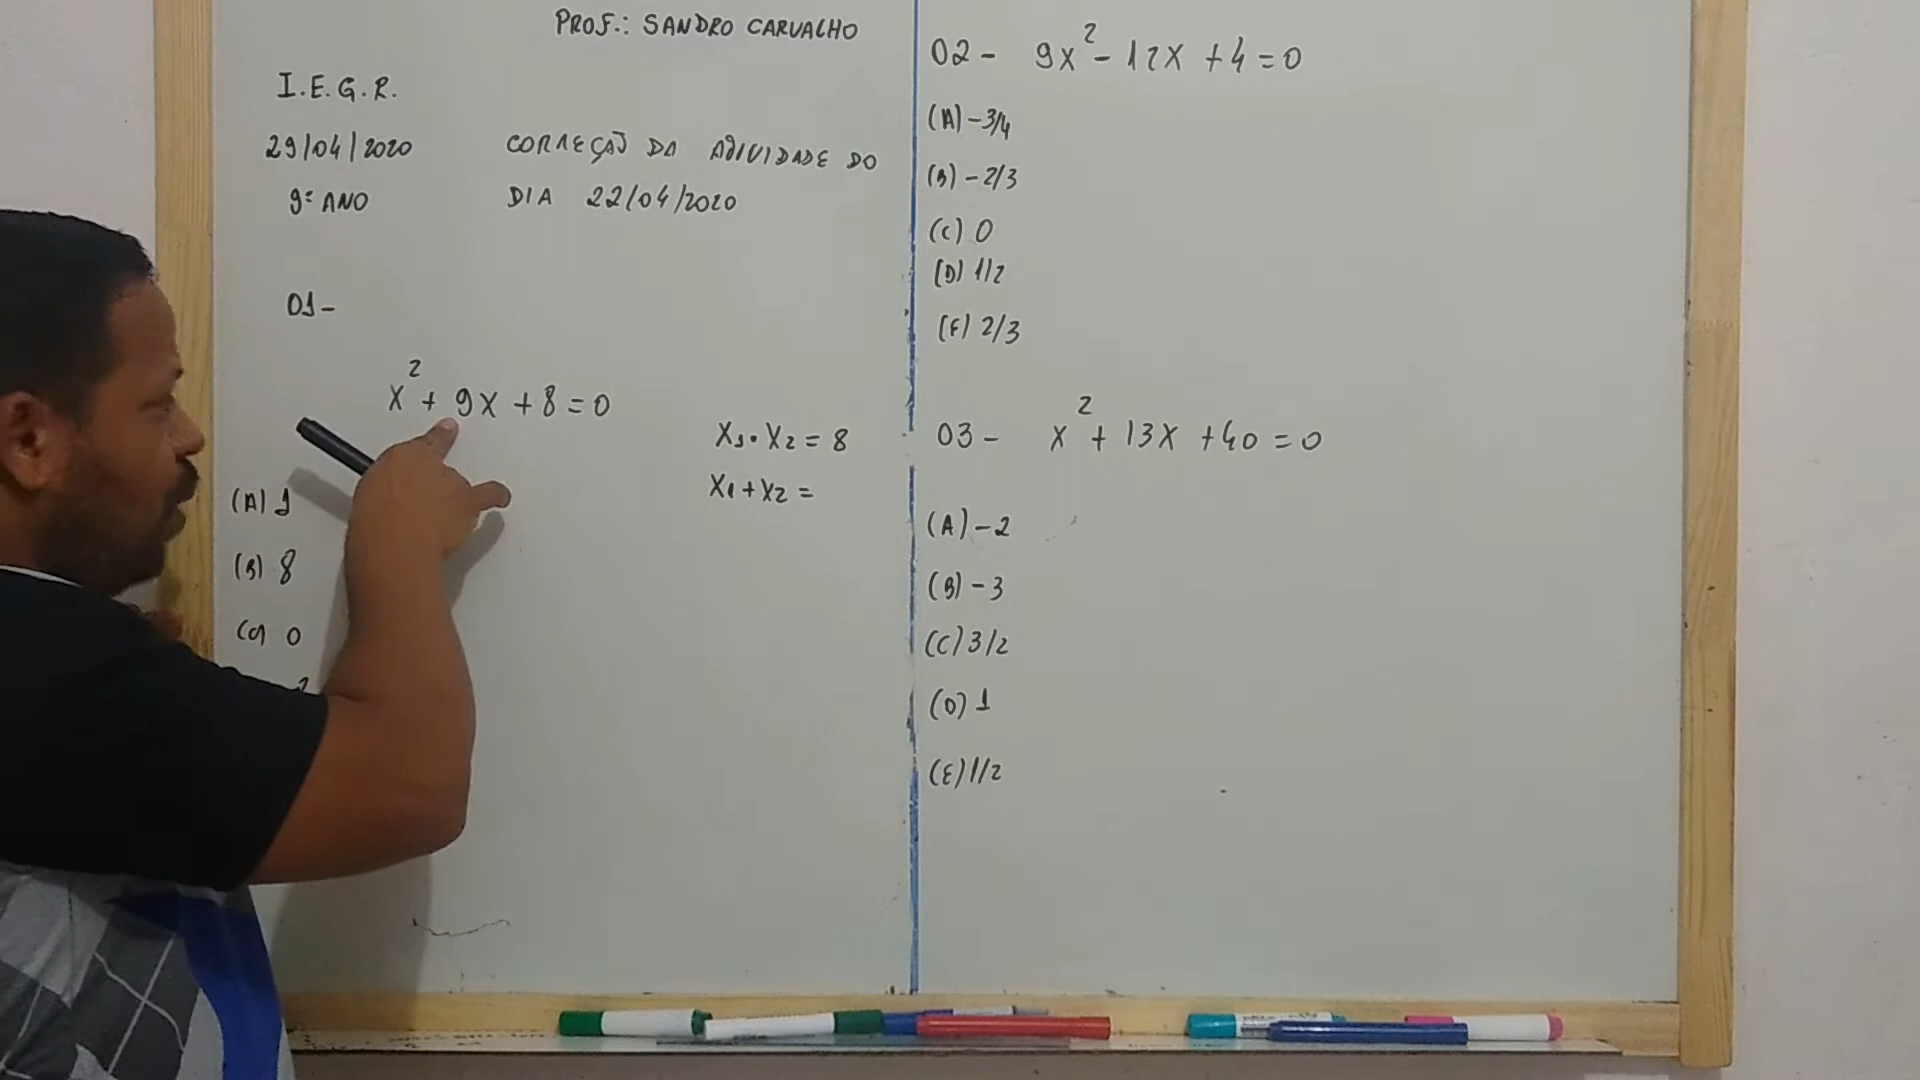 PROF.: SANDRO CARVALHO
I.E.G.R.
29/04/2020
9º ANO
CORREÇÃO DA ATIVIDADE DO
DIA 22/04/2020
01-
x² + 9x + 8 = 0
(A) 1
(B) 8
(C) 0
x₁ . x₂ = 8
x₁ + x₂ =
02- 9x² - 12x + 4 = 0
(A) -3/4
(B) -2/3
(C) 0
(D) 1/2
(E) 2/3
03- x² + 13x + 40 = 0
(A) -2
(B) -3
(C) 3/2
(D) 1
(E) 1/2